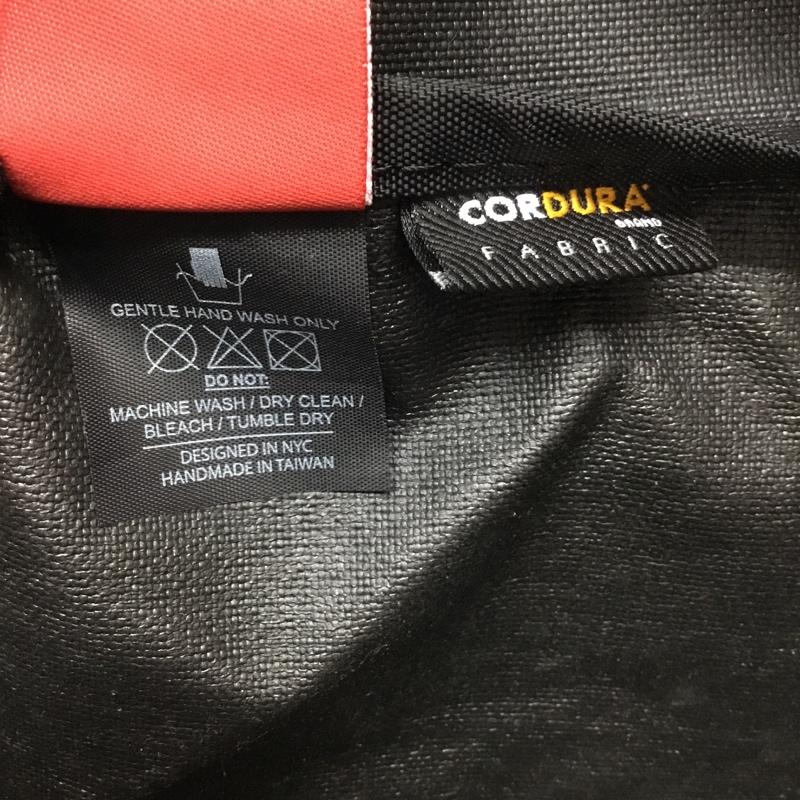 CORDURA
BRAND
FABRIC
GENTLE HAND WASH ONLY
DO NOT:
MACHINE WASH / DRY CLEAN /
BLEACH / TUMBLE DRY
DESIGNED IN NYC
HANDMADE IN TAIWAN